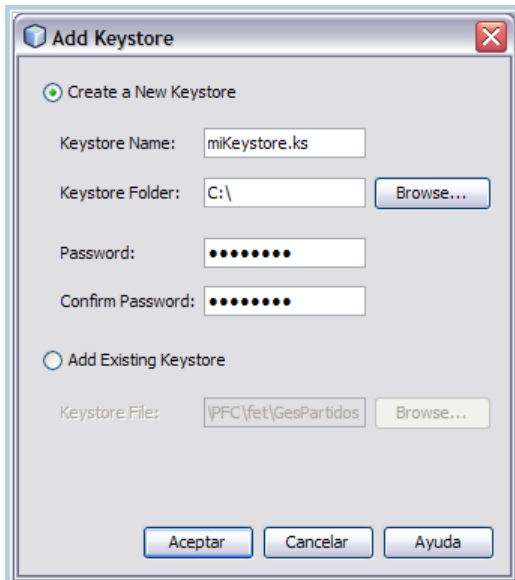 Add Keystore
Create a New Keystore
Keystore Name: miKeystore.ks
Keystore Folder: C:\ Browse...
Password: ●●●●●●●●
Confirm Password: ●●●●●●●●
Add Existing Keystore
Keystore File: \PFC\fet\GesPartidos Browse...
Aceptar Cancelar Ayuda